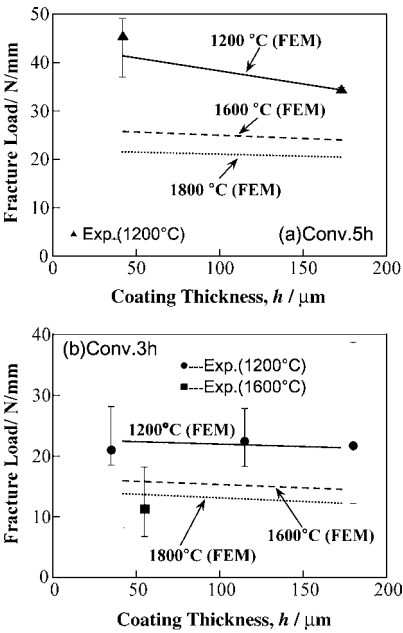 50
40
30
20
10
0
Fracture Load/ N/mm
1200 °C (FEM)
1600 °C (FEM)
1800 °C (FEM)
▲ Exp.(1200°C)
(a)Conv.5h
0 50 100 150 200
Coating Thickness, h / μm
40
30
20
10
0
Fracture Load/ N/mm
(b)Conv.3h
Exp.(1200°C)
Exp.(1600°C)
1200°C (FEM)
1600°C (FEM)
1800°C (FEM)
0 50 100 150 200
Coating Thickness, h / μm